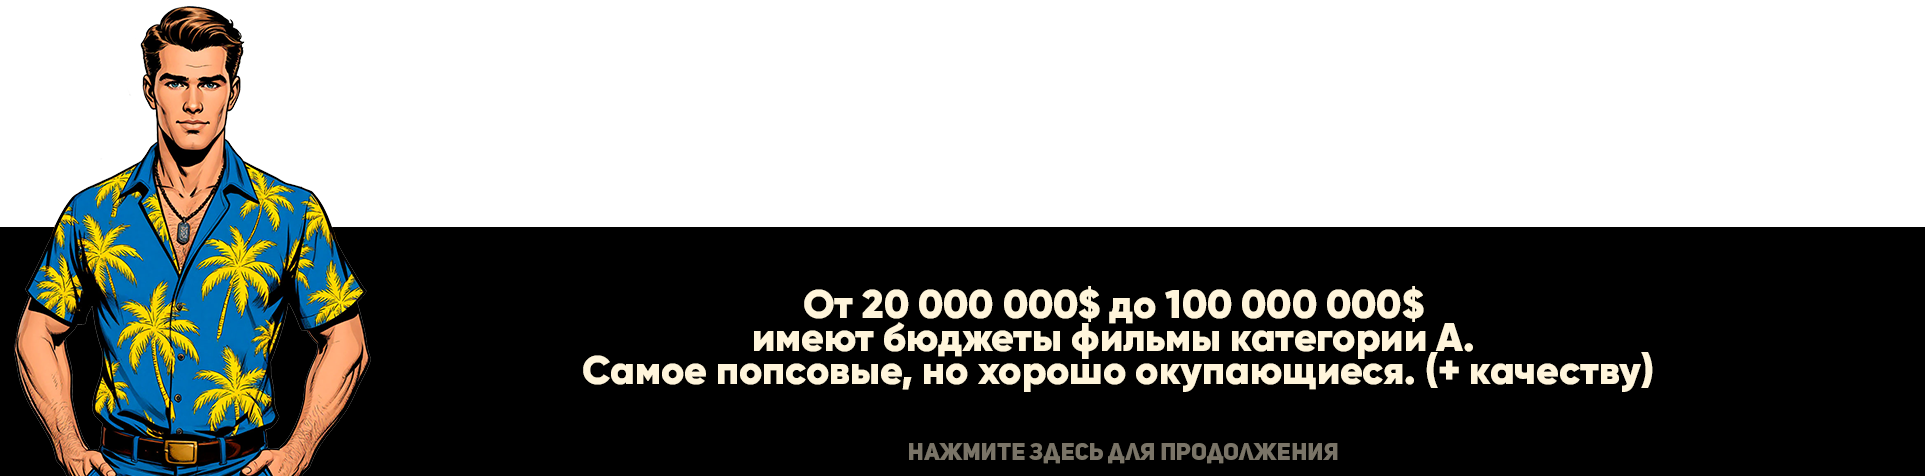 От 20 000 000$ до 100 000 000$
имеют бюджеты фильмы категории А.
Самое попсовые, но хорошо окупающиеся. (+ качеству)
НАЖМИТЕ ЗДЕСЬ ДЛЯ ПРОДОЛЖЕНИЯ